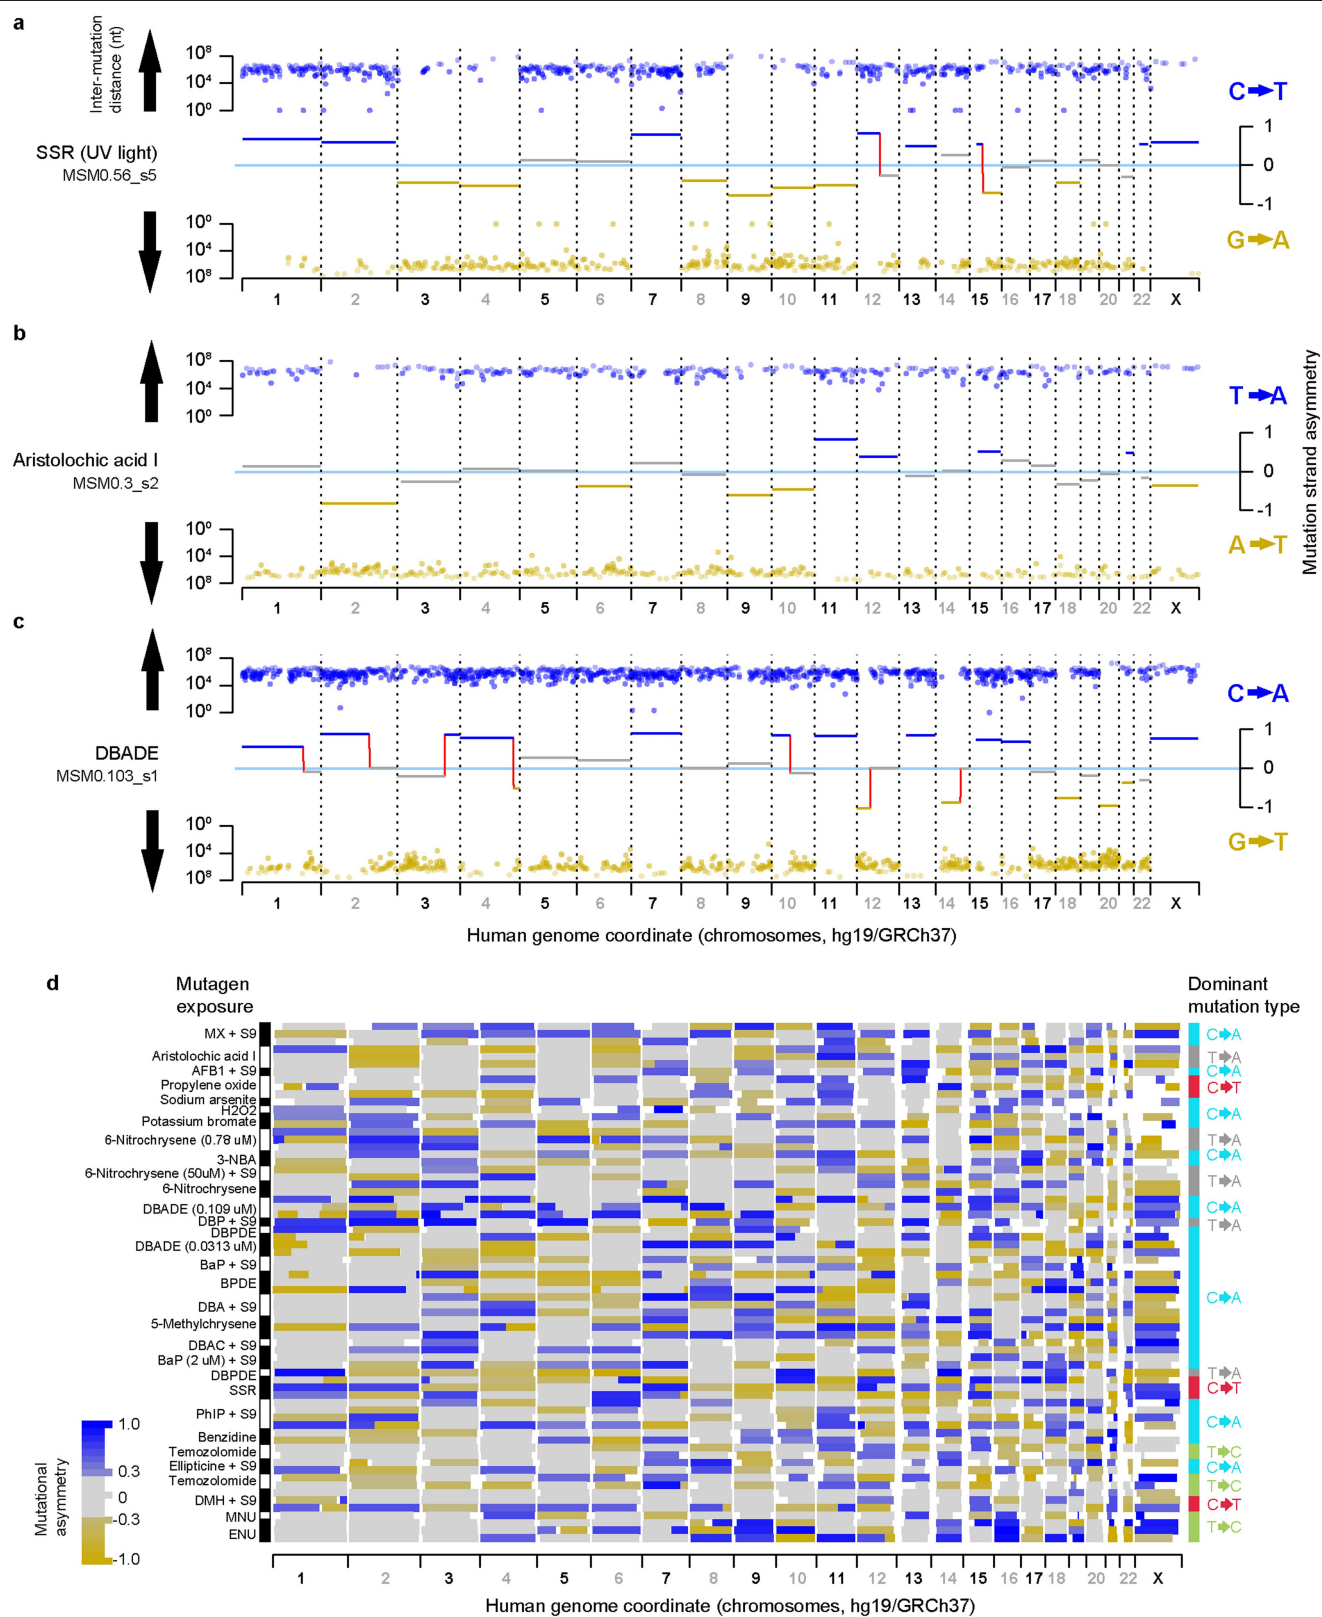 a
Inter-mutation
distance (nt)
10⁸
10⁴
10⁰
C➔T
SSR (UV light)
MSM0.56_s5
1
0
-1
10⁰
10⁴
10⁸
G➔A
1 2 3 4 5 6 7 8 9 10 11 12 13 14 15 16 17 18 20 22 X
b
10⁸
10⁴
10⁰
T➔A
Aristolochic acid I
MSM0.3_s2
1
0
-1
10⁰
10⁴
10⁸
A➔T
Mutation strand asymmetry
1 2 3 4 5 6 7 8 9 10 11 12 13 14 15 16 17 18 20 22 X
c
10⁸
10⁴
10⁰
C➔A
DBADE
MSM0.103_s1
1
0
-1
10⁰
10⁴
10⁸
G➔T
1 2 3 4 5 6 7 8 9 10 11 12 13 14 15 16 17 18 20 22 X
Human genome coordinate (chromosomes, hg19/GRCh37)
d
Mutagen
exposure
Dominant
mutation type
MX + S9
C➔A
Aristolochic acid I
T➔A
AFB1 + S9
C➔A
Propylene oxide
C➔T
Sodium arsenite
H2O2
C➔A
Potassium bromate
6-Nitrochrysene (0.78 uM)
T➔A
3-NBA
C➔A
6-Nitrochrysene (50uM) + S9
T➔A
6-Nitrochrysene
DBADE (0.109 uM)
C➔A
DBP + S9
T➔A
DBPDE
DBADE (0.0313 uM)
BaP + S9
BPDE
C➔A
DBA + S9
5-Methylchrysene
DBAC + S9
BaP (2 uM) + S9
DBPDE
T➔A
SSR
C➔T
PhIP + S9
C➔A
Benzidine
Temozolomide
T➔C
Ellipticine + S9
C➔A
Temozolomide
T➔C
DMH + S9
C➔T
MNU
T➔C
ENU
Mutational
asymmetry
1.0
0.3
0
-0.3
-1.0
1 2 3 4 5 6 7 8 9 10 11 12 13 14 15 16 17 18 20 22 X
Human genome coordinate (chromosomes, hg19/GRCh37)